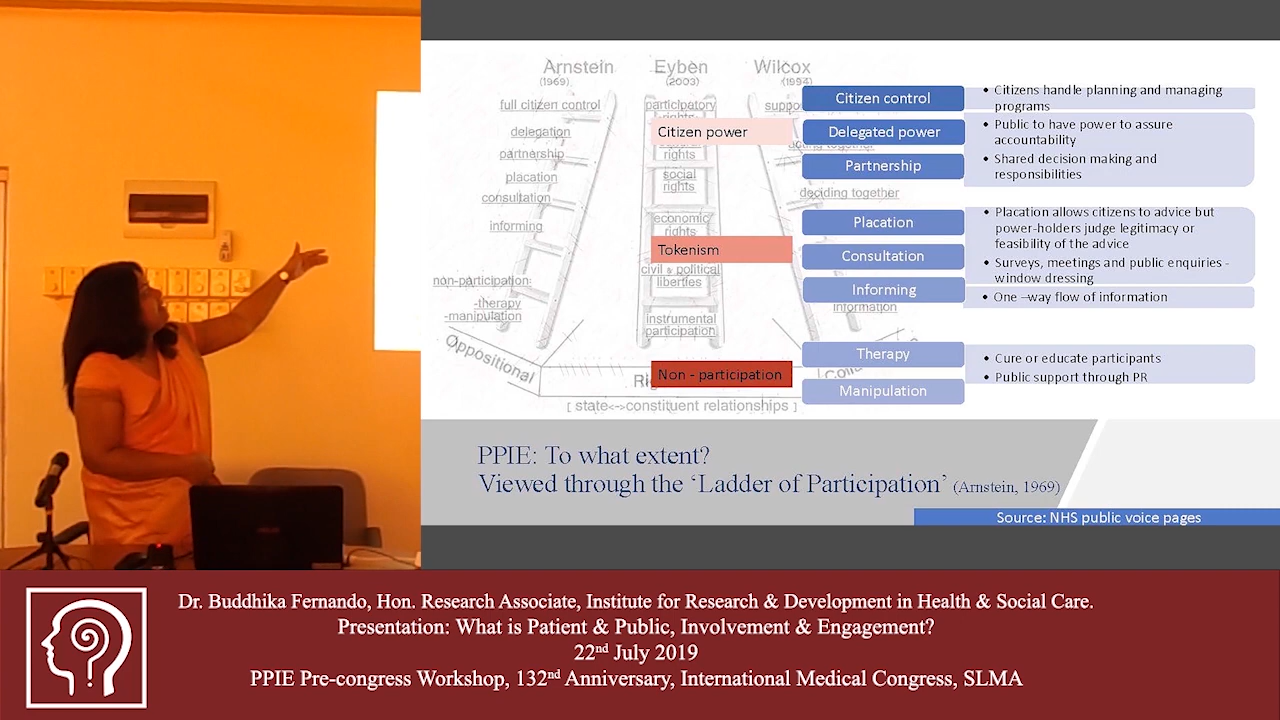 Arnstein
(1969)
full citizen control
delegation
partnership
placation
consultation
informing
non-participation:
-therapy
-manipulation
Oppositional
Eyben
(2003)
participatory
rights
rights
social
rights
economic
rights
civil & political
liberties
instrumental
participation
[ state<->constituent relationships ]
Wilcox
(1994)
deciding together
information
Citizen power
Tokenism
Non - participation
Citizen control
• Citizens handle planning and managing
programs
Delegated power
• Public to have power to assure
accountability
Partnership
• Shared decision making and
responsibilities
Placation
• Placation allows citizens to advice but
power-holders judge legitimacy or
feasibility of the advice
Consultation
• Surveys, meetings and public enquiries -
window dressing
Informing
• One –way flow of information
Therapy
• Cure or educate participants
Manipulation
• Public support through PR
PPIE: To what extent?
Viewed through the ‘Ladder of Participation’ (Arnstein, 1969)
Source: NHS public voice pages
Dr. Buddhika Fernando, Hon. Research Associate, Institute for Research & Development in Health & Social Care.
Presentation: What is Patient & Public, Involvement & Engagement?
22nd July 2019
PPIE Pre-congress Workshop, 132nd Anniversary, International Medical Congress, SLMA